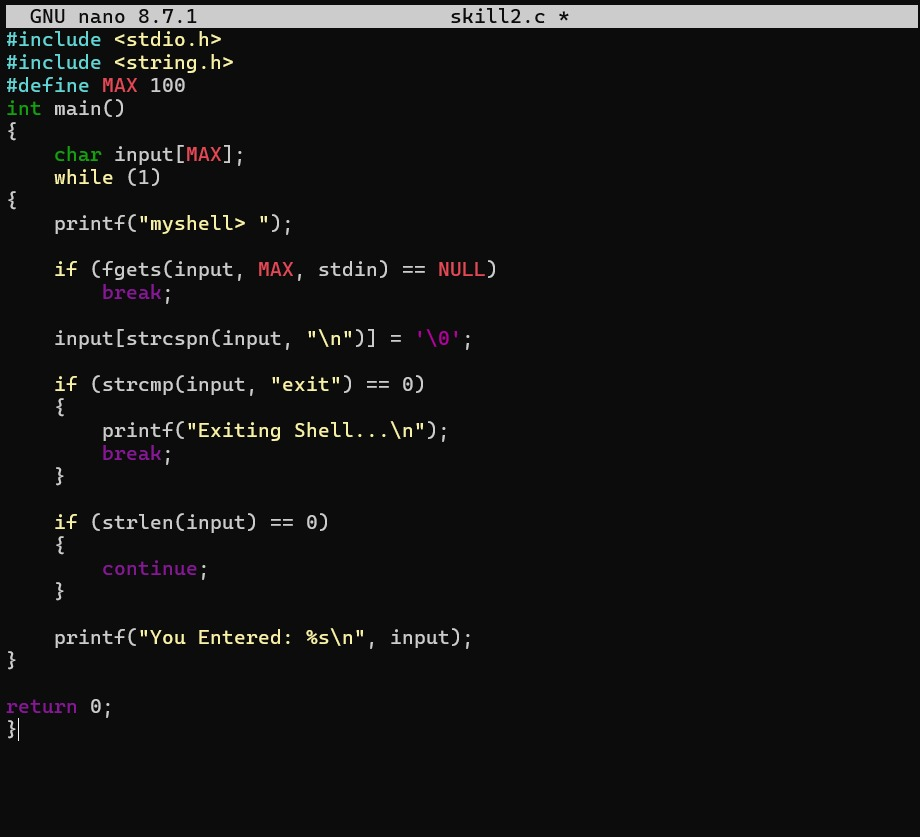 GNU nano 8.7.1 skill2.c *
#include <stdio.h>
#include <string.h>
#define MAX 100
int main()
{
    char input[MAX];
    while (1)
{
    printf("myshell> ");

    if (fgets(input, MAX, stdin) == NULL)
        break;

    input[strcspn(input, "\n")] = '\0';

    if (strcmp(input, "exit") == 0)
    {
        printf("Exiting Shell...\n");
        break;
    }

    if (strlen(input) == 0)
    {
        continue;
    }

    printf("You Entered: %s\n", input);
}

return 0;
}